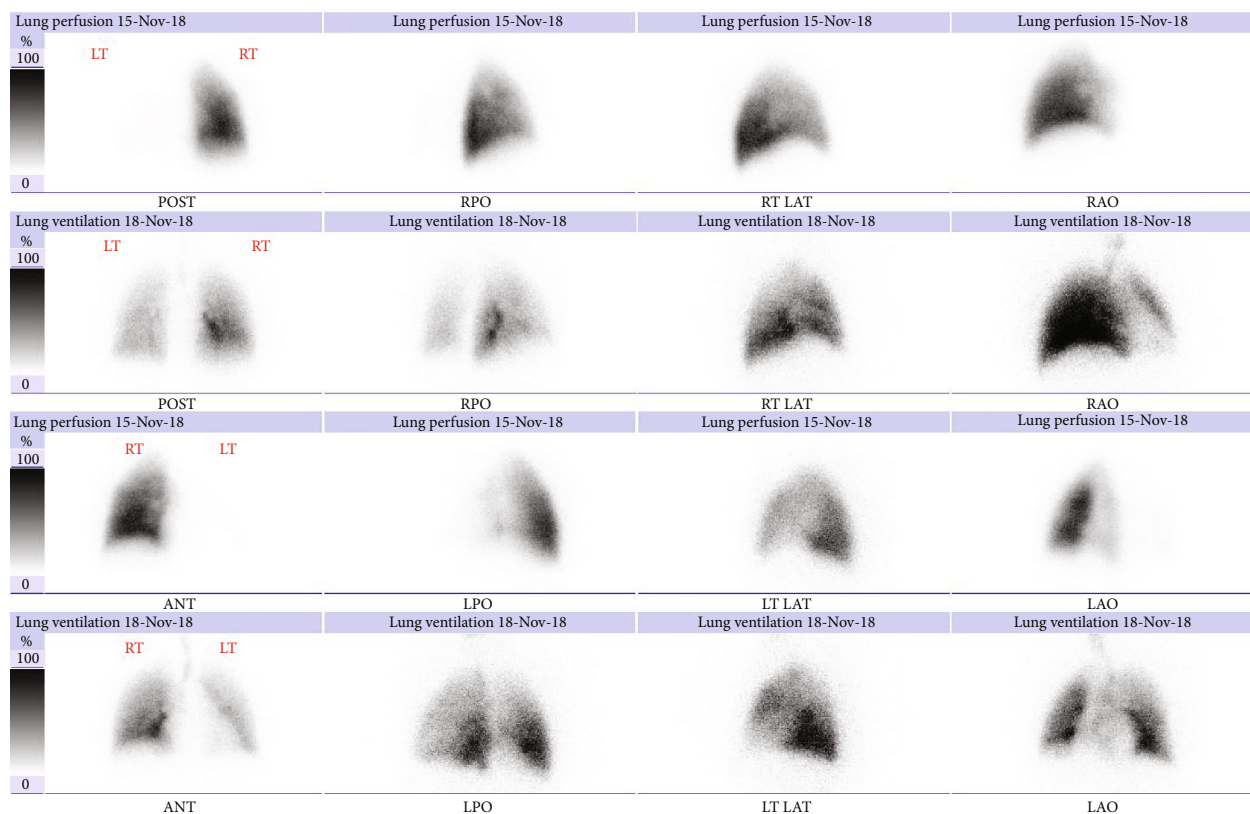 Lung perfusion 15-Nov-18 Lung perfusion 15-Nov-18 Lung perfusion 15-Nov-18 Lung perfusion 15-Nov-18
%
100
LT RT
0
POST RPO RT LAT RAO
Lung ventilation 18-Nov-18 Lung ventilation 18-Nov-18 Lung ventilation 18-Nov-18 Lung ventilation 18-Nov-18
%
100
LT RT
0
POST RPO RT LAT RAO
Lung perfusion 15-Nov-18 Lung perfusion 15-Nov-18 Lung perfusion 15-Nov-18 Lung perfusion 15-Nov-18
%
100
RT LT
0
ANT LPO LT LAT LAO
Lung ventilation 18-Nov-18 Lung ventilation 18-Nov-18 Lung ventilation 18-Nov-18 Lung ventilation 18-Nov-18
%
100
RT LT
0
ANT LPO LT LAT LAO